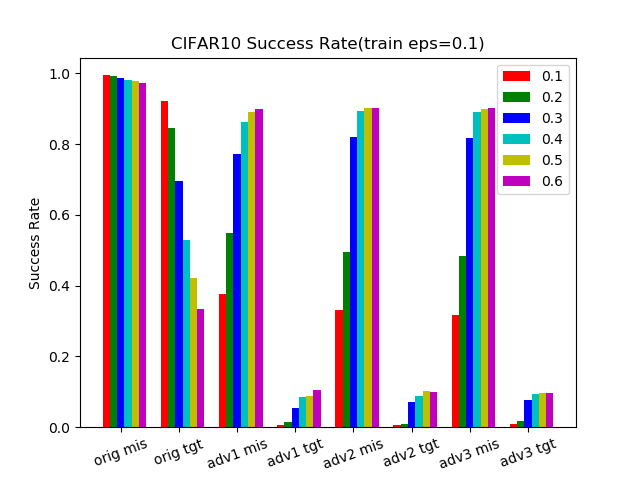 CIFAR10 Success Rate(train eps=0.1)
1.0
0.8
0.6
0.4
0.2
0.0
Success Rate
0.1
0.2
0.3
0.4
0.5
0.6
orig mis
orig tgt
adv1 mis
adv1 tgt
adv2 mis
adv2 tgt
adv3 mis
adv3 tgt